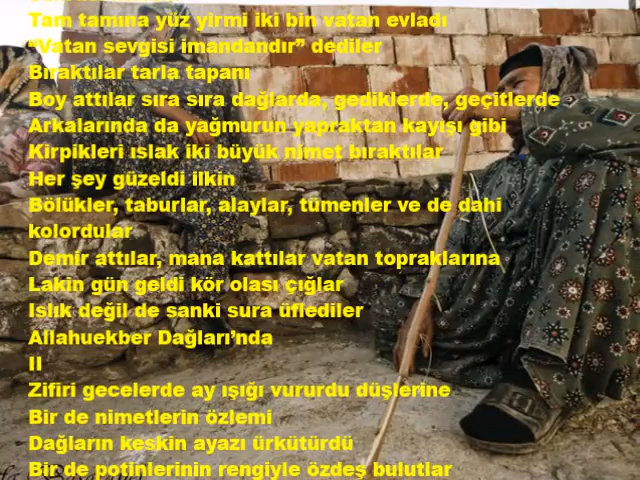 Tam tamına yüz yirmi iki bin vatan evladı
“Vatan sevgisi imandandır” dediler
Bıraktılar tarla tapanı
Boy attılar sıra sıra dağlarda, gediklerde, geçitlerde
Arkalarında da yağmurun yapraktan kayışı gibi
Kirpikleri ıslak iki büyük nimet bıraktılar
Her şey güzeldi ilkin
Bölükler, taburlar, alaylar, tümenler ve de dahi
kolordular
Demir attılar, mana kattılar vatan topraklarına
Lakin gün geldi kör olası çığlar
Islık değil de sanki sura üflediler
Allahuekber Dağları’nda
II
Zifiri gecelerde ay ışığı vururdu düşlerine
Bir de nimetlerin özlemi
Dağların keskin ayazı ürkütürdü
Bir de potinlerinin rengiyle özdeş bulutlar